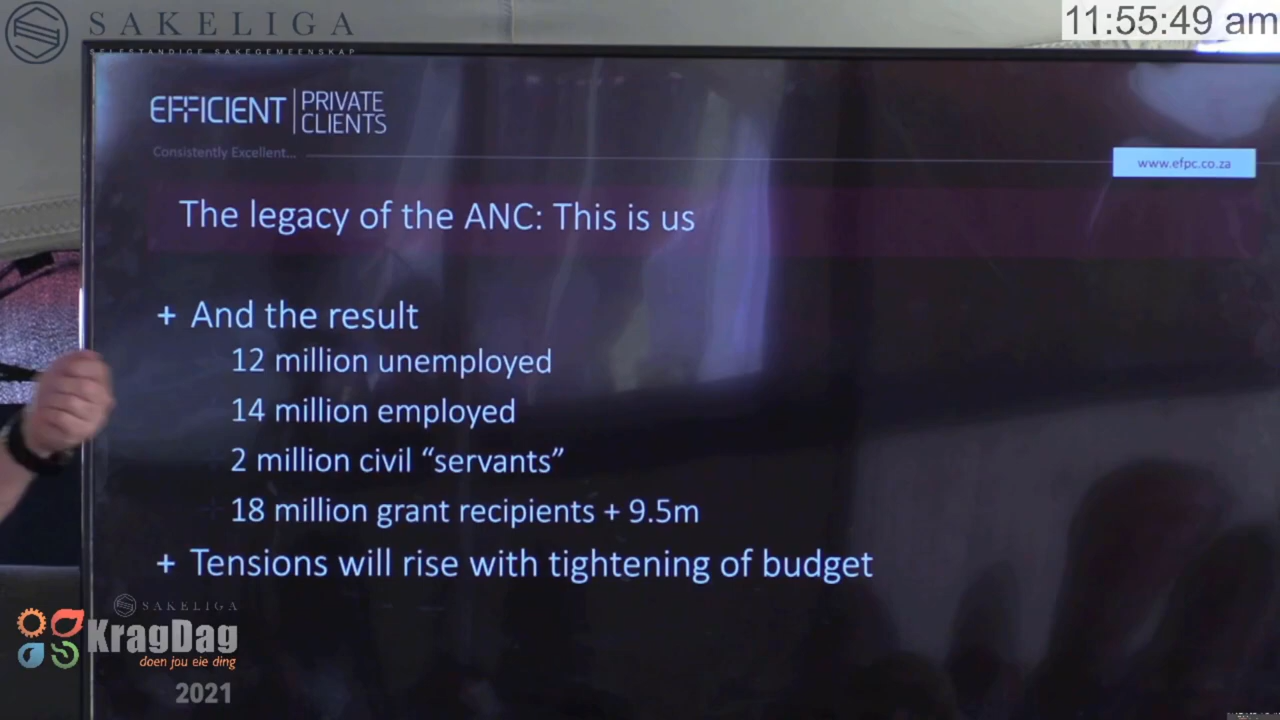 SAKELIGA
SELFSTANDIGE SAKEGEMEENSKAP
11:55:49 am
EFFICIENT PRIVATE CLIENTS
Consistently Excellent...
www.efpc.co.za
The legacy of the ANC: This is us
+ And the result
12 million unemployed
14 million employed
2 million civil “servants”
18 million grant recipients + 9.5m
+ Tensions will rise with tightening of budget
SAKELIGA
KragDag
doen jou eie ding
2021